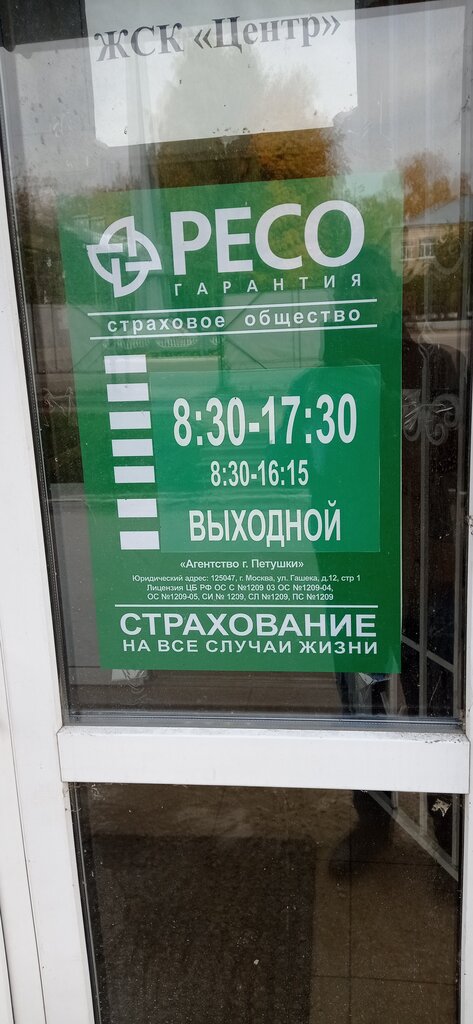 ЖСК «Центр»
РЕСО
ГАРАНТИЯ
страховое общество
8:30-17:30
8:30-16:15
ВЫХОДНОЙ
«Агентство г. Петушки»
Юридический адрес: 125047, г. Москва, ул. Гашека, д.12, стр 1
Лицензия ЦБ РФ ОС С №1209 03 ОС №1209-04,
ОС №1209-05, СИ № 1209, СЛ №1209, ПС №1209
СТРАХОВАНИЕ
НА ВСЕ СЛУЧАИ ЖИЗНИ